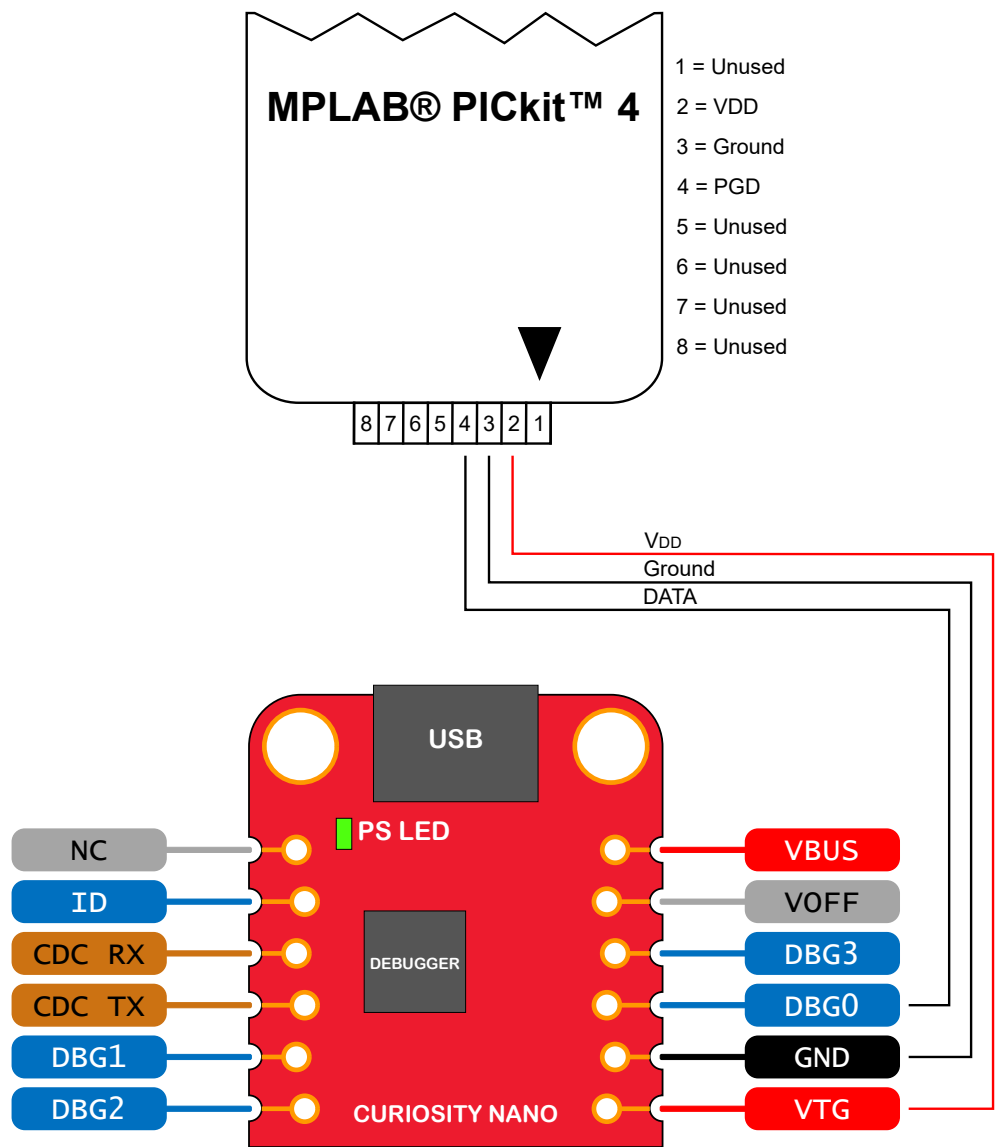 MPLAB® PICkit™ 4
1 = Unused
2 = VDD
3 = Ground
4 = PGD
5 = Unused
6 = Unused
7 = Unused
8 = Unused
8 7 6 5 4 3 2 1
VDD
Ground
DATA
USB
PS LED
DEBUGGER
CURIOSITY NANO
NC
ID
CDC RX
CDC TX
DBG1
DBG2
VBUS
VOFF
DBG3
DBG0
GND
VTG